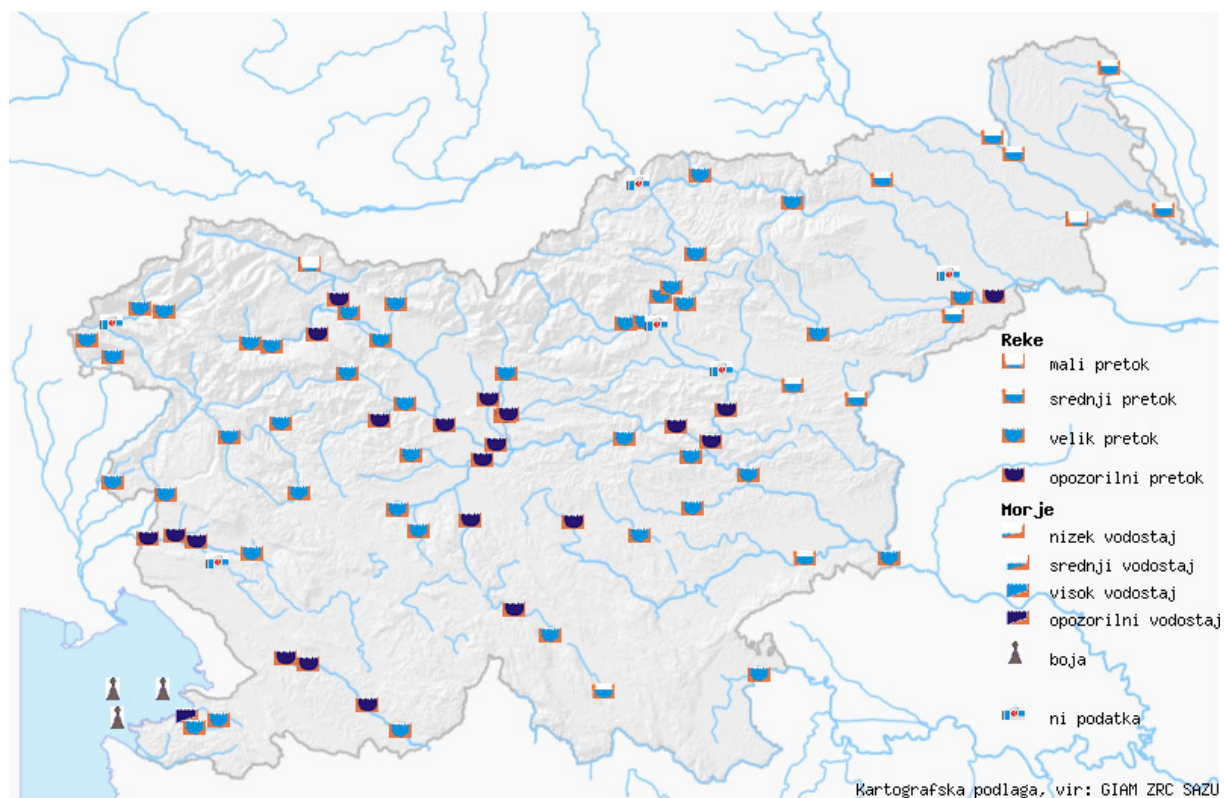 Reke
mali pretok
srednji pretok
velik pretok
opozorilni pretok
Morje
nizek vodostaj
srednji vodostaj
visok vodostaj
opozorilni vodostaj
boja
ni podatka
Kartografska podlaga, vir: GIAM ZRC SAZU